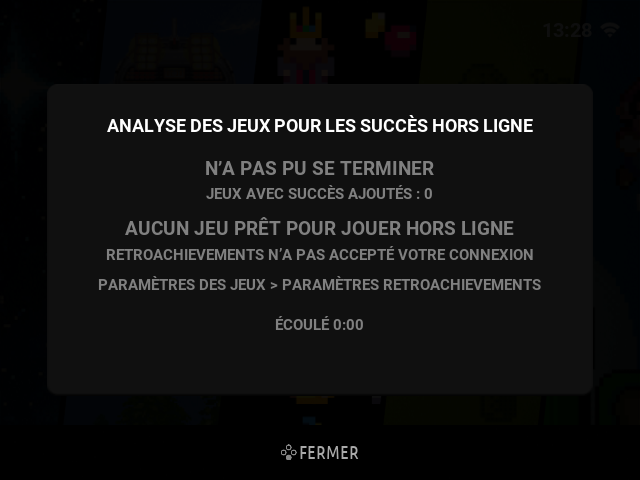 13:28
ANALYSE DES JEUX POUR LES SUCCÈS HORS LIGNE
N'A PAS PU SE TERMINER
JEUX AVEC SUCCÈS AJOUTÉS : 0
AUCUN JEU PRÊT POUR JOUER HORS LIGNE
RETROACHIEVEMENTS N'A PAS ACCEPTÉ VOTRE CONNEXION
PARAMÈTRES DES JEUX > PARAMÈTRES RETROACHIEVEMENTS
ÉCOULÉ 0:00
FERMER